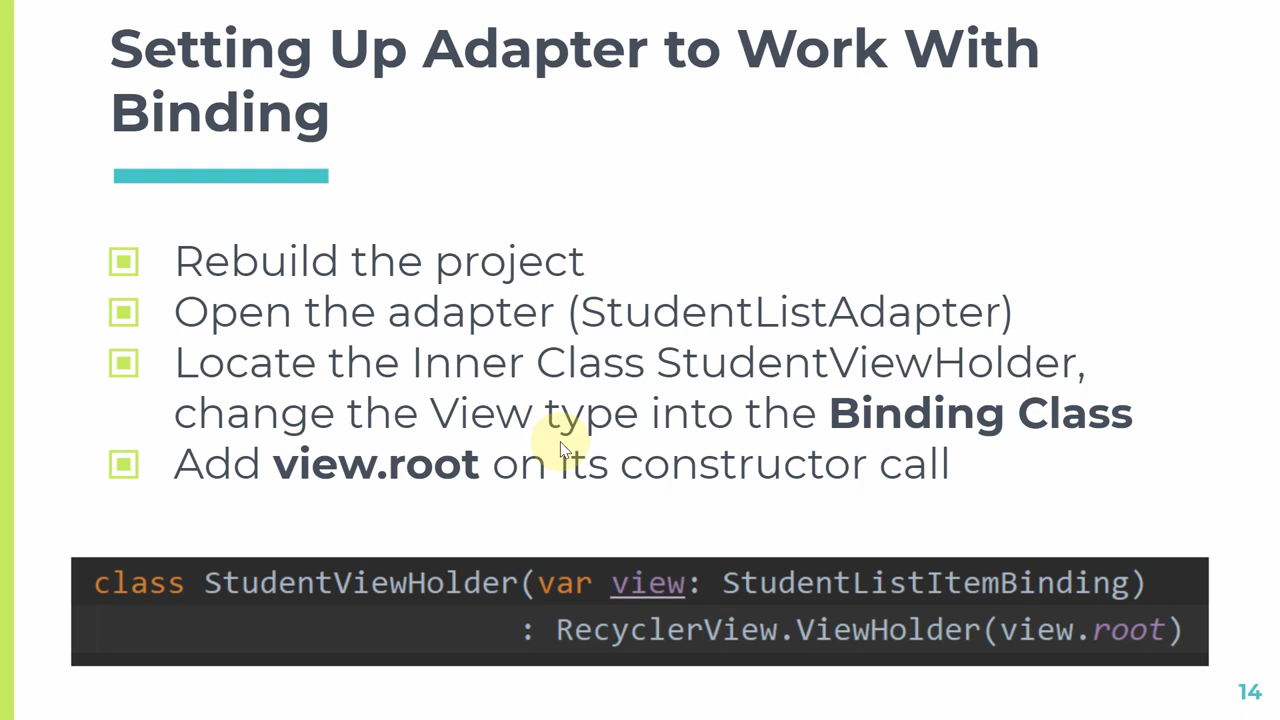 Setting Up Adapter to Work With
Binding
Rebuild the project
Open the adapter (StudentListAdapter)
Locate the Inner Class StudentViewHolder,
change the View type into the Binding Class
Add view.root on its constructor call
class StudentViewHolder(var view: StudentListItemBinding)
: RecyclerView.ViewHolder(view.root)
14